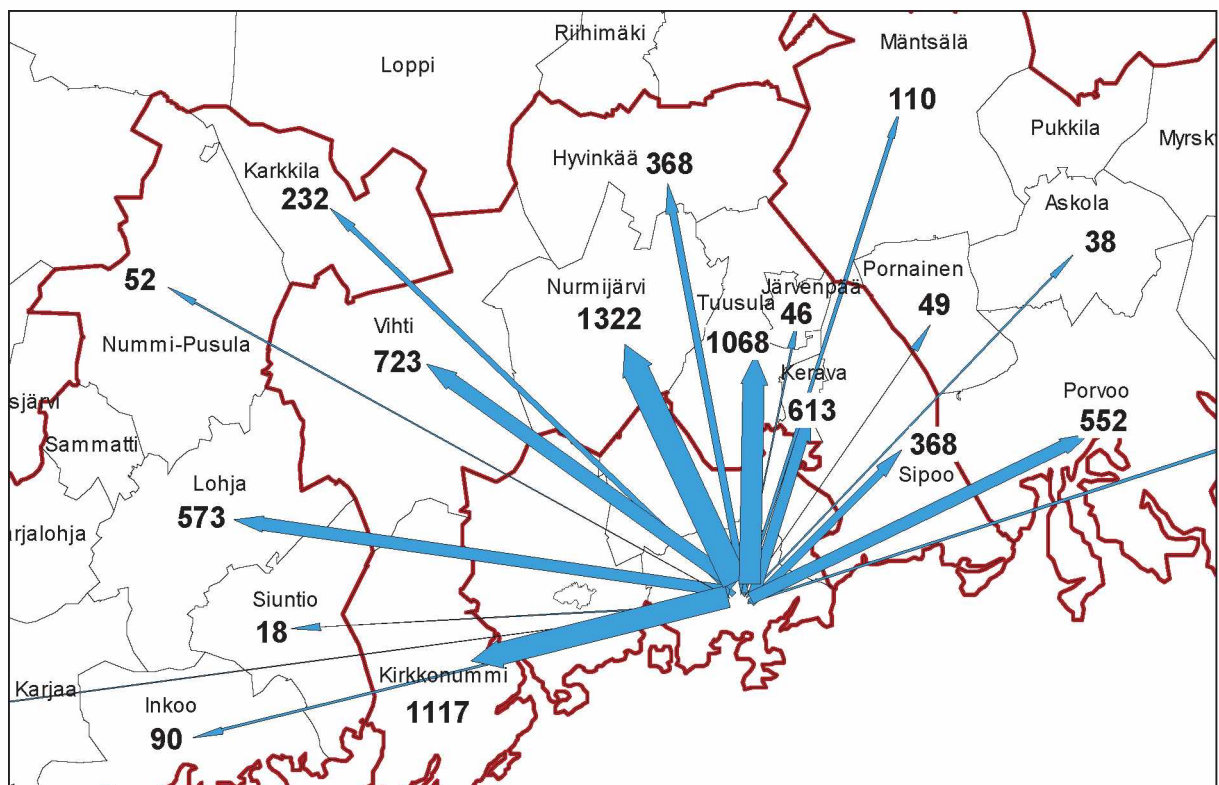 Riihimäki
Mäntsälä
Loppi
110
Pukkila
Myrsk
Hyvinkää 368
Karkkila
232
Askola
38
52
Pornainen
49
Nurmijärvi
1322
Järvenpää
46
Tuusula
1068
Vihti
723
Nummi-Pusula
Kerava
613
Porvoo
552
sjärvi
Sammatti
368
Sipoo
Lohja
573
rjalohja
Siuntio
18
Kirkkonummi
1117
Karjaa
Inkoo
90